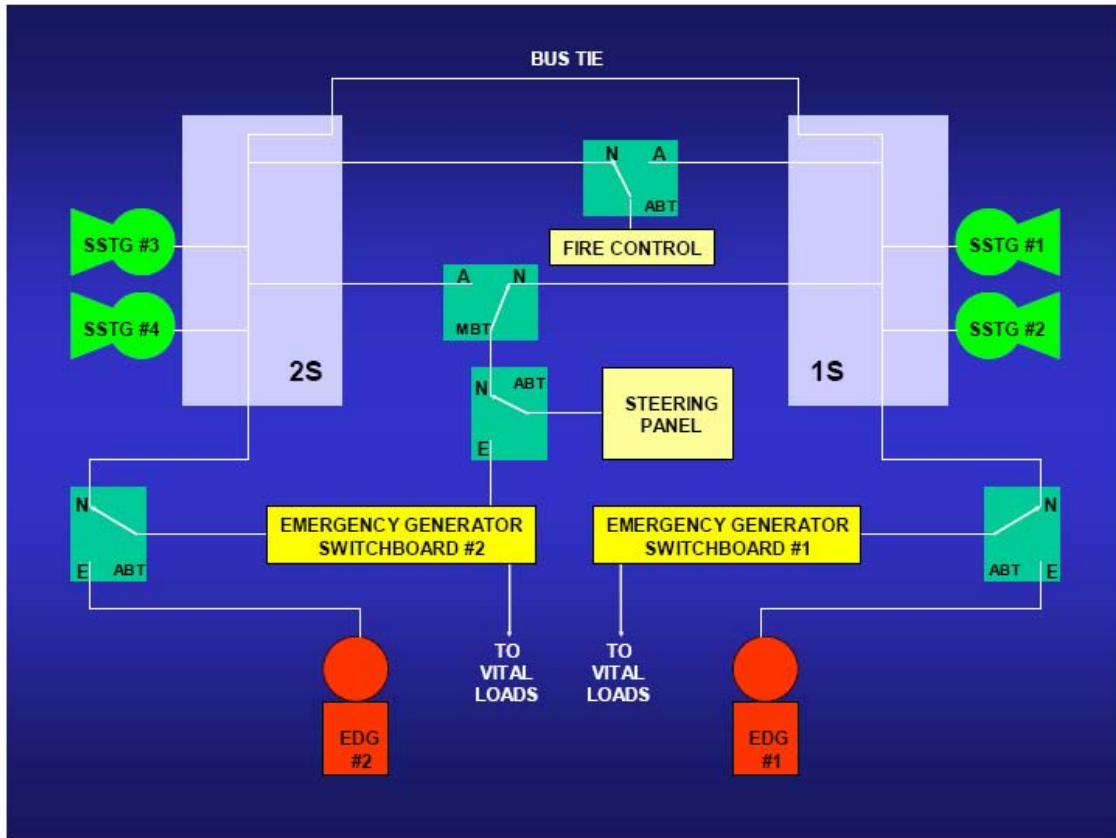 BUS TIE
N A
ABT
FIRE CONTROL
SSTG #3
SSTG #1
A N
MBT
SSTG #4
SSTG #2
2S
1S
N ABT
E
STEERING
PANEL
N
E ABT
EMERGENCY GENERATOR
SWITCHBOARD #2
EMERGENCY GENERATOR
SWITCHBOARD #1
N
ABT E
TO
VITAL
LOADS
TO
VITAL
LOADS
EDG
#2
EDG
#1